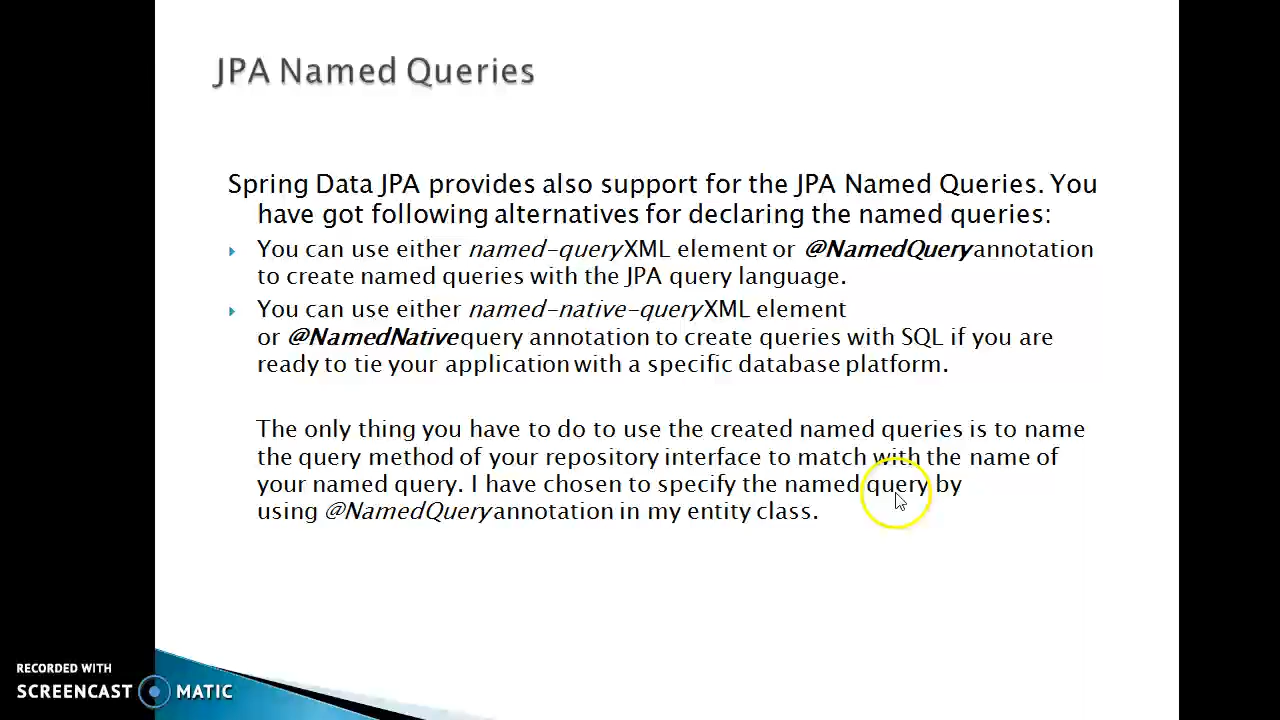 JPA Named Queries
Spring Data JPA provides also support for the JPA Named Queries. You
have got following alternatives for declaring the named queries:
You can use either named-query XML element or @NamedQuery annotation
to create named queries with the JPA query language.
You can use either named-native-query XML element
or @NamedNative query annotation to create queries with SQL if you are
ready to tie your application with a specific database platform.
The only thing you have to do to use the created named queries is to name
the query method of your repository interface to match with the name of
your named query. I have chosen to specify the named query by
using @NamedQuery annotation in my entity class.
RECORDED WITH
SCREENCAST MATIC